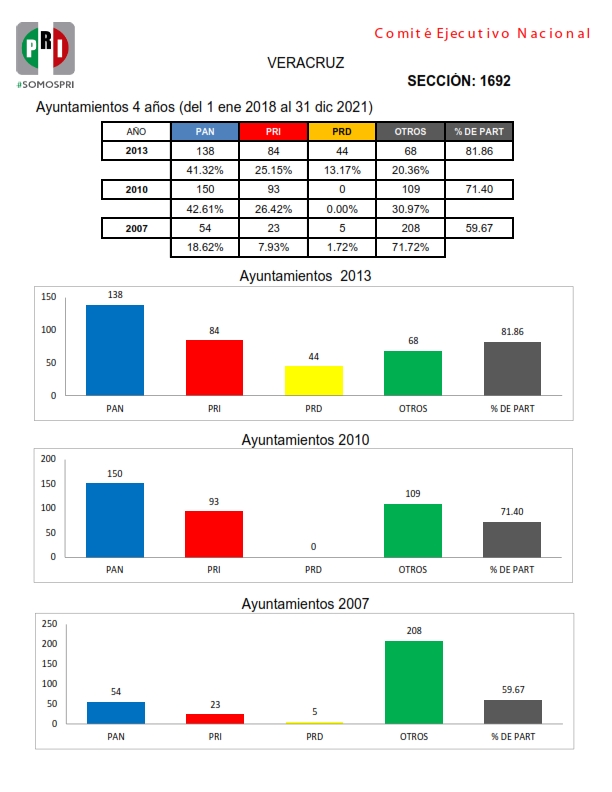 Comité Ejecutivo Nacional
PRI
#SOMOSPRI
VERACRUZ
SECCIÓN: 1692
Ayuntamientos 4 años (del 1 ene 2018 al 31 dic 2021)
AÑO PAN PRI PRD OTROS % DE PART
2013 138 84 44 68 81.86
41.32% 25.15% 13.17% 20.36%
2010 150 93 0 109 71.40
42.61% 26.42% 0.00% 30.97%
2007 54 23 5 208 59.67
18.62% 7.93% 1.72% 71.72%
Ayuntamientos 2013
150
100
50
0
138 84 44 68 81.86
PAN PRI PRD OTROS % DE PART
Ayuntamientos 2010
200
150
100
50
0
150 93 0 109 71.40
PAN PRI PRD OTROS % DE PART
Ayuntamientos 2007
250
200
150
100
50
0
54 23 5 208 59.67
PAN PRI PRD OTROS % DE PART